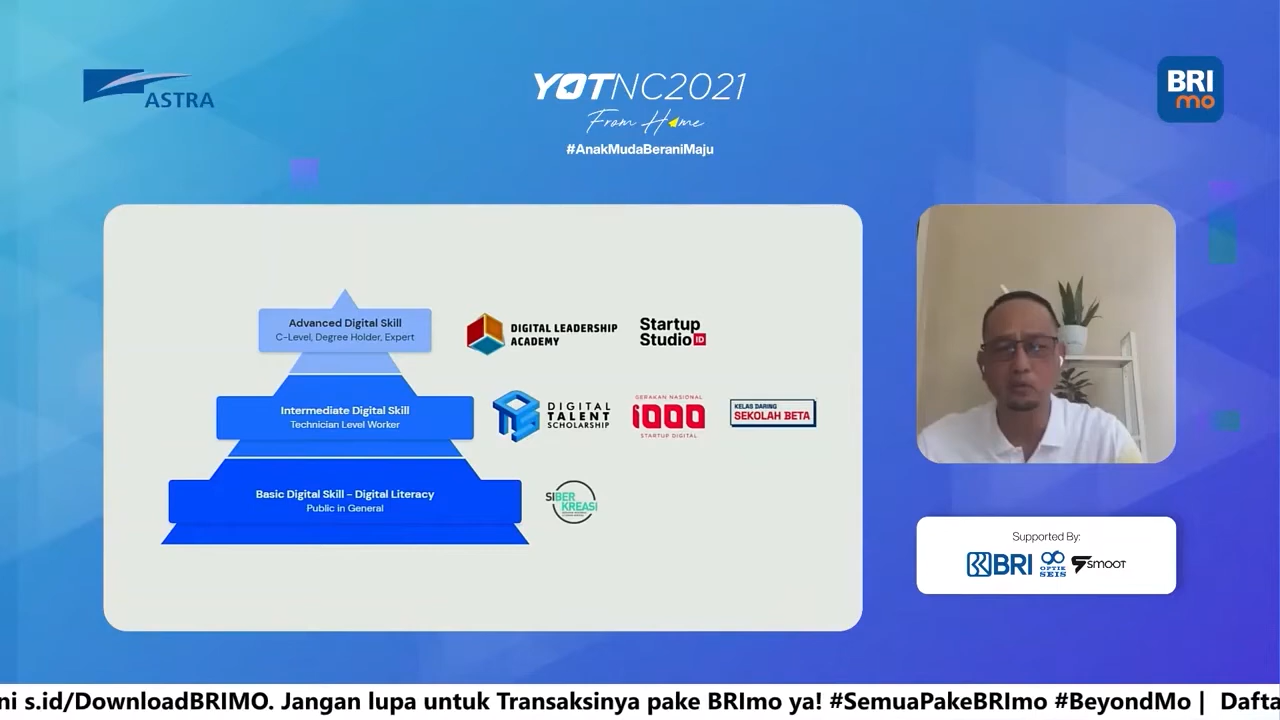 ASTRA
YOTNC2021
From Home
#AnakMudaBeraniMaju
BRI
mo
Advanced Digital Skill
C-Level, Degree Holder, Expert
DIGITAL LEADERSHIP
ACADEMY
Startup
Studio ID
Intermediate Digital Skill
Technician Level Worker
DIGITAL
TALENT
SCHOLARSHIP
GERAKAN NASIONAL
1000
STARTUP DIGITAL
KELAS DARING
SEKOLAH BETA
Basic Digital Skill - Digital Literacy
Public in General
SIBER
KREASI
Supported By:
BRI
OPTIK
SEIS
SMOOT
ni s.id/DownloadBRIMO. Jangan lupa untuk Transaksinya pake BRImo ya! #SemuaPakeBRImo #BeyondMo | Dafta